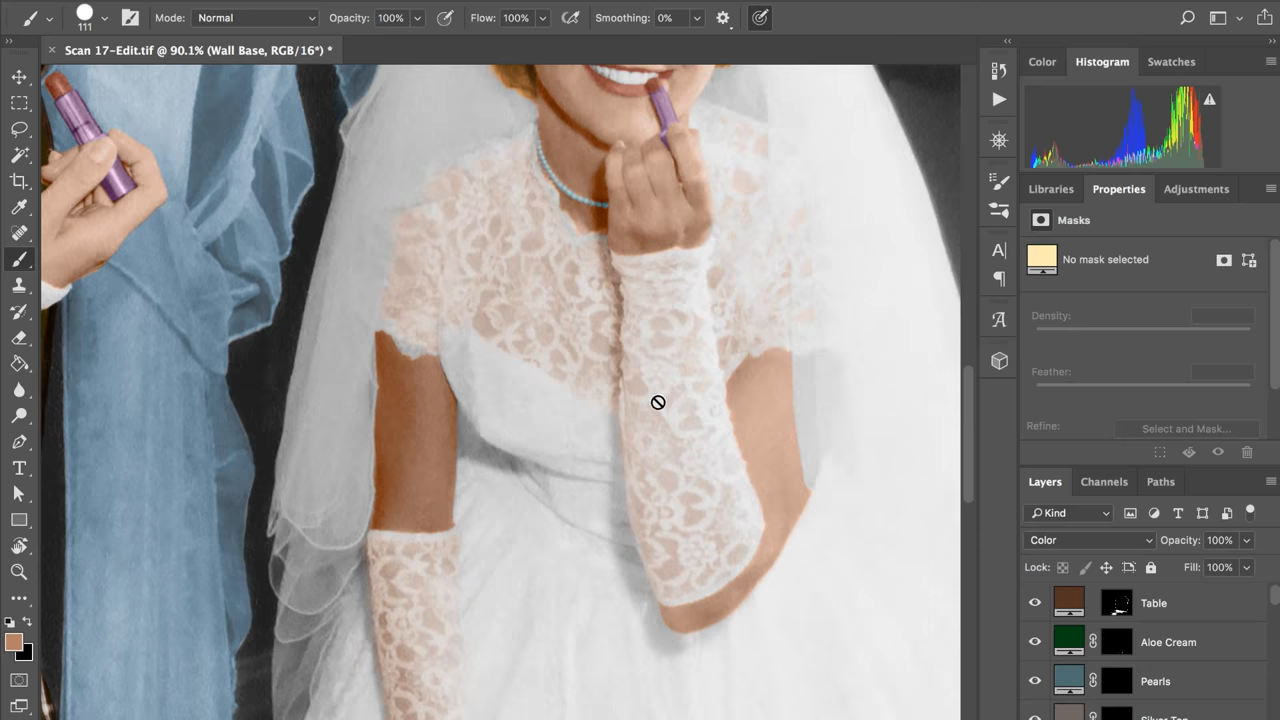 111
Mode: Normal
Opacity: 100%
Flow: 100%
Smoothing: 0%
Scan 17-Edit.tif @ 90.1% (Wall Base, RGB/16*) *
Color
Histogram
Swatches
Libraries
Properties
Adjustments
Masks
No mask selected
Density:
Feather:
Refine:
Select and Mask...
Layers
Channels
Paths
Kind
Color
Opacity: 100%
Lock:
Fill: 100%
Table
Aloe Cream
Pearls